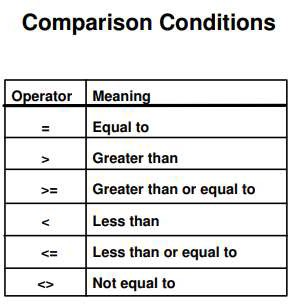 Comparison Conditions
Operator Meaning
= Equal to
> Greater than
>= Greater than or equal to
< Less than
<= Less than or equal to
<> Not equal to